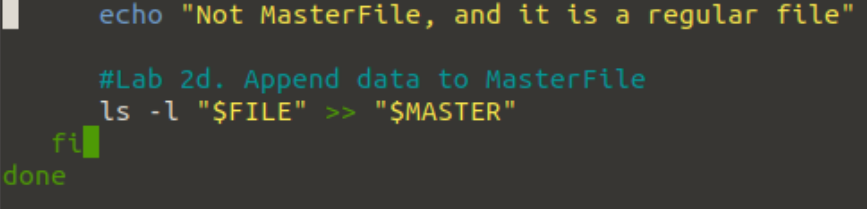 echo "Not MasterFile, and it is a regular file"
#Lab 2d. Append data to MasterFile
ls -l "$FILE" >> "$MASTER"
fi
done